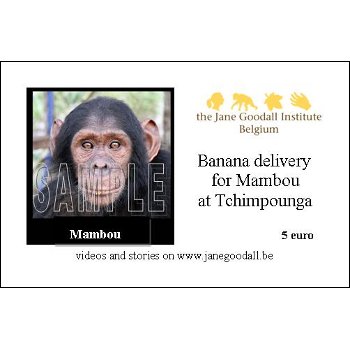 SAMPLE
Mambou
the Jane Goodall Institute
Belgium
Banana delivery
for Mambou
at Tchimpounga
5 euro
videos and stories on www.janegoodall.be